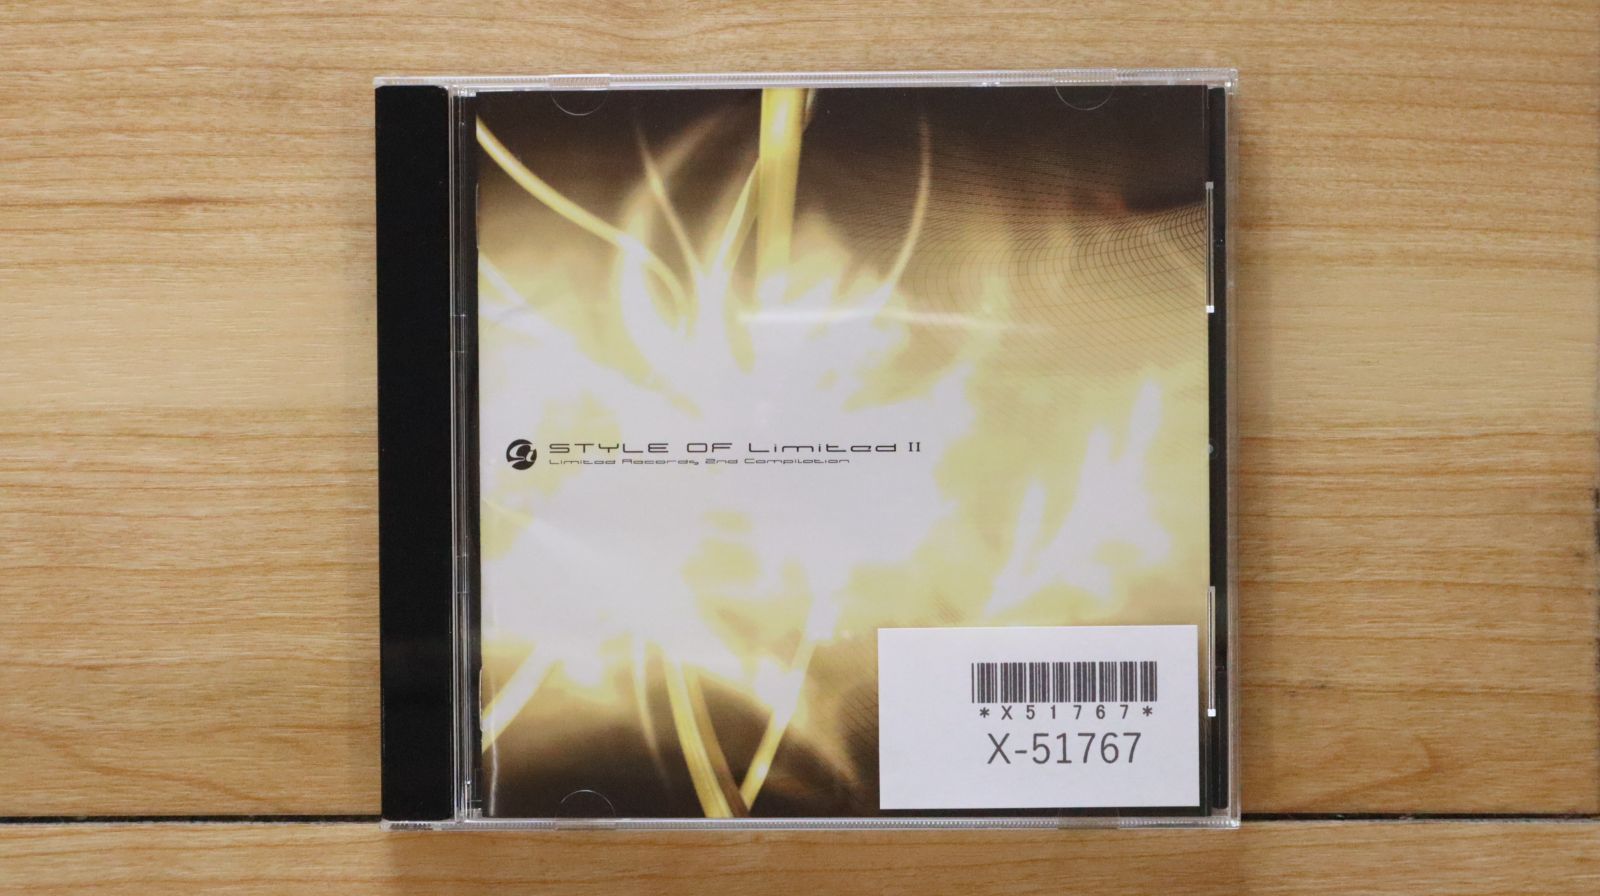 STYLE OF Limited II
Limited Records 2nd Compilation
*X51767*
X-51767